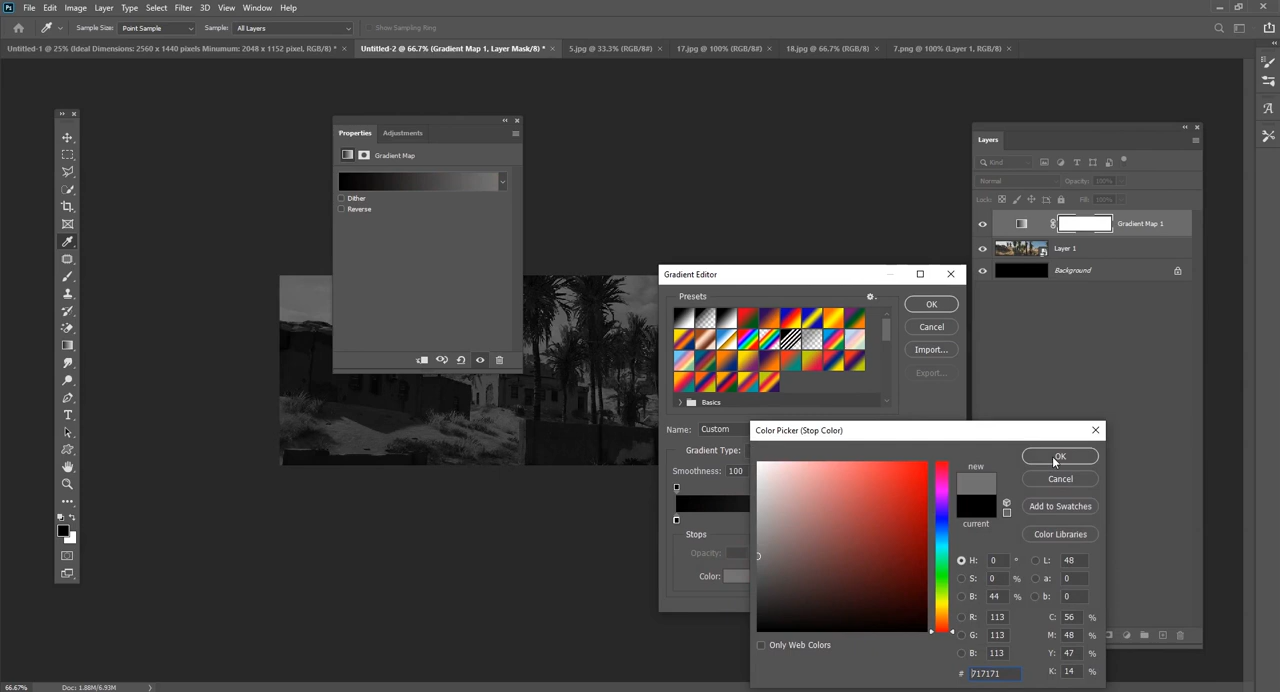 Ps File Edit Image Layer Type Select Filter 3D View Window Help
Sample Size: Point Sample Sample: All Layers Show Sampling Ring
Untitled-1 @ 25% (Ideal Dimensions: 2560 x 1440 pixels Minumum: 2048 x 1152 pixel, RGB/8) * Untitled-2 @ 66.7% (Gradient Map 1, Layer Mask/8) * 5.jpg @ 33.3% (RGB/8#) 17.jpg @ 100% (RGB/8#) 18.jpg @ 66.7% (RGB/8) 7.png @ 100% (Layer 1, RGB/8)
Properties Adjustments
Gradient Map
Dither
Reverse
Layers
Kind
Normal Opacity: 100%
Lock: Fill: 100%
Gradient Map 1
Layer 1
Background
Gradient Editor
Presets
OK
Cancel
Import...
Export...
Basics
Name: Custom
Gradient Type:
Smoothness: 100
Stops
Opacity:
Color:
Color Picker (Stop Color)
new
current
OK
Cancel
Add to Swatches
Color Libraries
H: 0 ° L: 48
S: 0 % a: 0
B: 44 % b: 0
R: 113 C: 56 %
G: 113 M: 48 %
B: 113 Y: 47 %
# 717171 K: 14 %
Only Web Colors
66.67% Doc: 1.88M/6.93M